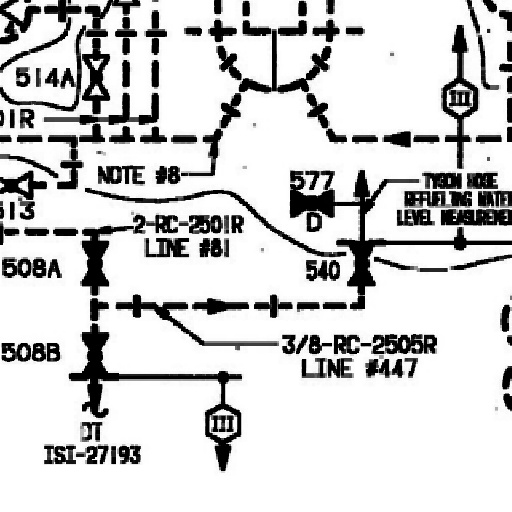 514A
01R
NOTE #8
577
D
TYGON HOSE
REFUELING WATER
LEVEL MEASUREMENT
III
513
2-RC-2501R
LINE #81
508A
540
508B
3/8-RC-2505R
LINE #447
III
DT
ISI-27193